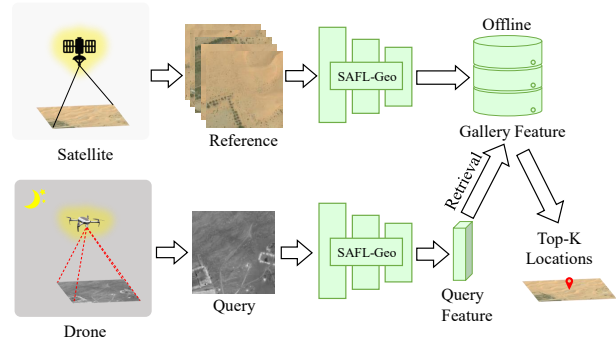 Offline
SAFL-Geo
Satellite
Reference
Gallery Feature
Retrieval
SAFL-Geo
Top-K
Locations
Drone
Query
Query
Feature